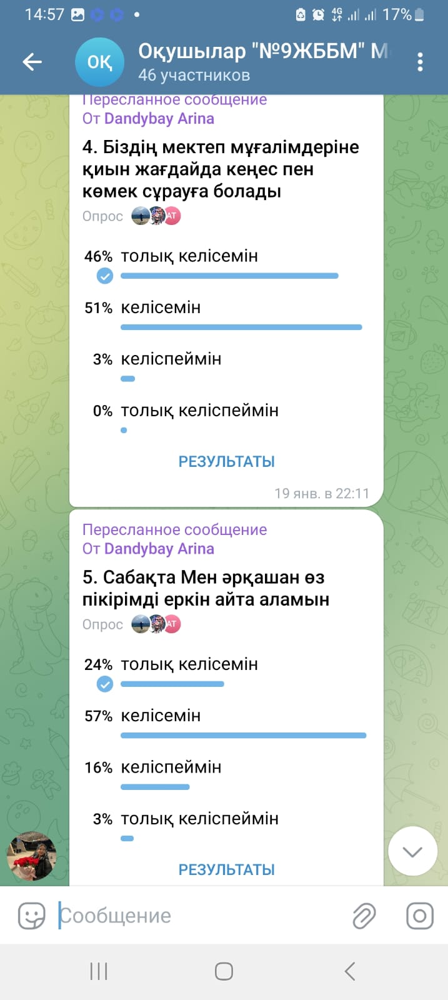 14:57
4G
17%
ОҚ
Оқушылар "№9ЖББМ" М
46 участников
Пересланное сообщение
От Dandybay Arina
4. Біздің мектеп мұғалімдеріне
қиын жағдайда кеңес пен
көмек сұрауға болады
Опрос AT
46% толық келісемін
51% келісемін
3% келіспеймін
0% толық келіспеймін
РЕЗУЛЬТАТЫ
19 янв. в 22:11
Пересланное сообщение
От Dandybay Arina
5. Сабақта Мен әрқашан өз
пікірімді еркін айта аламын
Опрос AT
24% толық келісемін
57% келісемін
16% келіспеймін
3% толық келіспеймін
РЕЗУЛЬТАТЫ
Сообщение